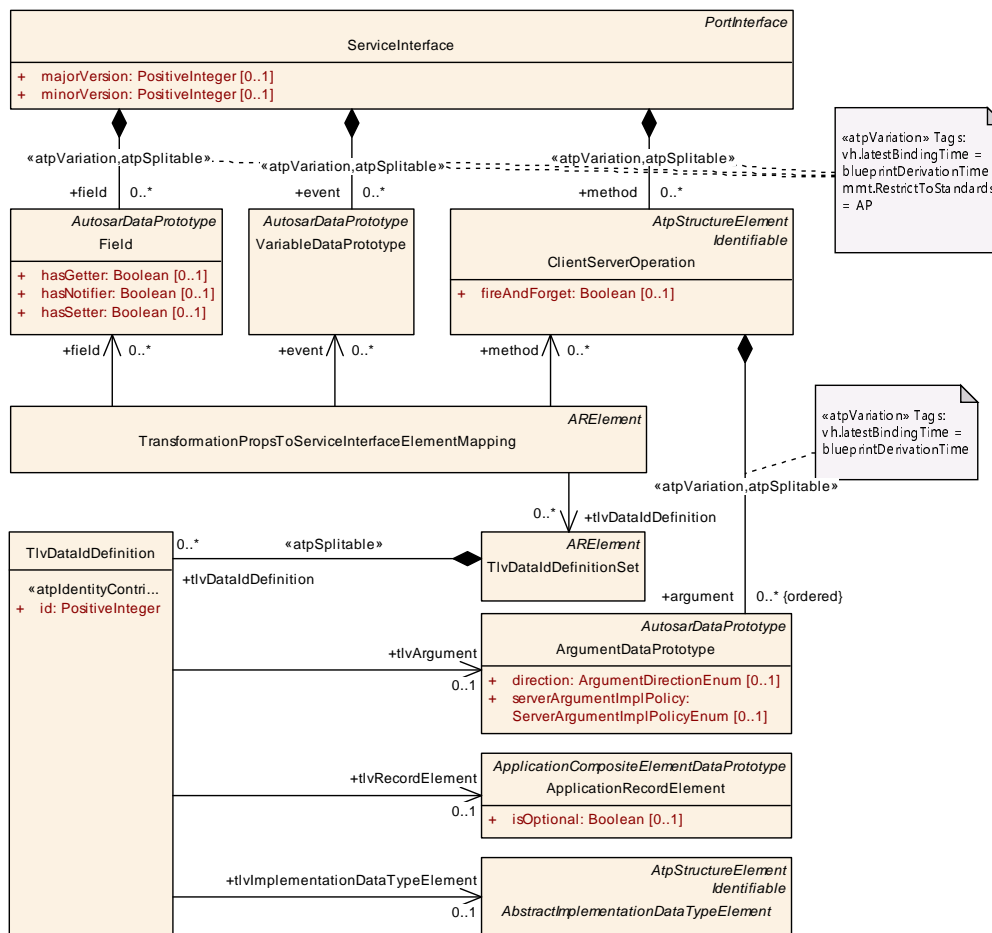 PortInterface
ServiceInterface
+ majorVersion: PositiveInteger [0..1]
+ minorVersion: PositiveInteger [0..1]
«atpVariation» Tags:
vh.latestBindingTime =
blueprintDerivationTime
mmt.RestrictToStandards
= AP
«atpVariation,atpSplitable»
«atpVariation,atpSplitable»
«atpVariation,atpSplitable»
+field 0..*
+event 0..*
+method 0..*
AutosarDataPrototype
Field
+ hasGetter: Boolean [0..1]
+ hasNotifier: Boolean [0..1]
+ hasSetter: Boolean [0..1]
AutosarDataPrototype
VariableDataPrototype
AtpStructureElement
Identifiable
ClientServerOperation
+ fireAndForget: Boolean [0..1]
+field 0..*
+event 0..*
+method 0..*
ARElement
TransformationPropsToServiceInterfaceElementMapping
«atpVariation» Tags:
vh.latestBindingTime =
blueprintDerivationTime
«atpVariation,atpSplitable»
0..* +tlvDataIdDefinition
TlvDataIdDefinition
«atpIdentityContri...
+ id: PositiveInteger
0..* «atpSplitable»
+tlvDataIdDefinition
ARElement
TlvDataIdDefinitionSet
+argument 0..* {ordered}
AutosarDataPrototype
ArgumentDataPrototype
+ direction: ArgumentDirectionEnum [0..1]
+ serverArgumentImplPolicy:
ServerArgumentImplPolicyEnum [0..1]
+tlvArgument
0..1
ApplicationCompositeElementDataPrototype
ApplicationRecordElement
+ isOptional: Boolean [0..1]
+tlvRecordElement
0..1
AtpStructureElement
Identifiable
AbstractImplementationDataTypeElement
+tlvImplementationDataTypeElement
0..1